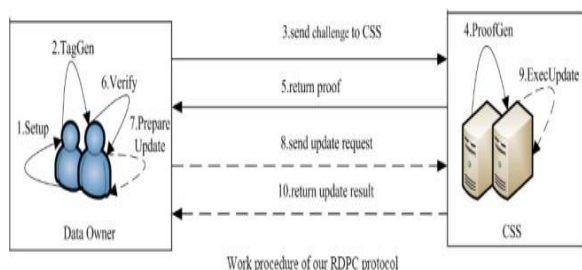 2.TagGen
6.Verify
1.Setup
7.Prepare
Update
Data Owner
3.send challenge to CSS
5.return proof
8.send update request
10.return update result
4.ProofGen
9.ExecUpdate
CSS
Work procedure of our RDPC protocol